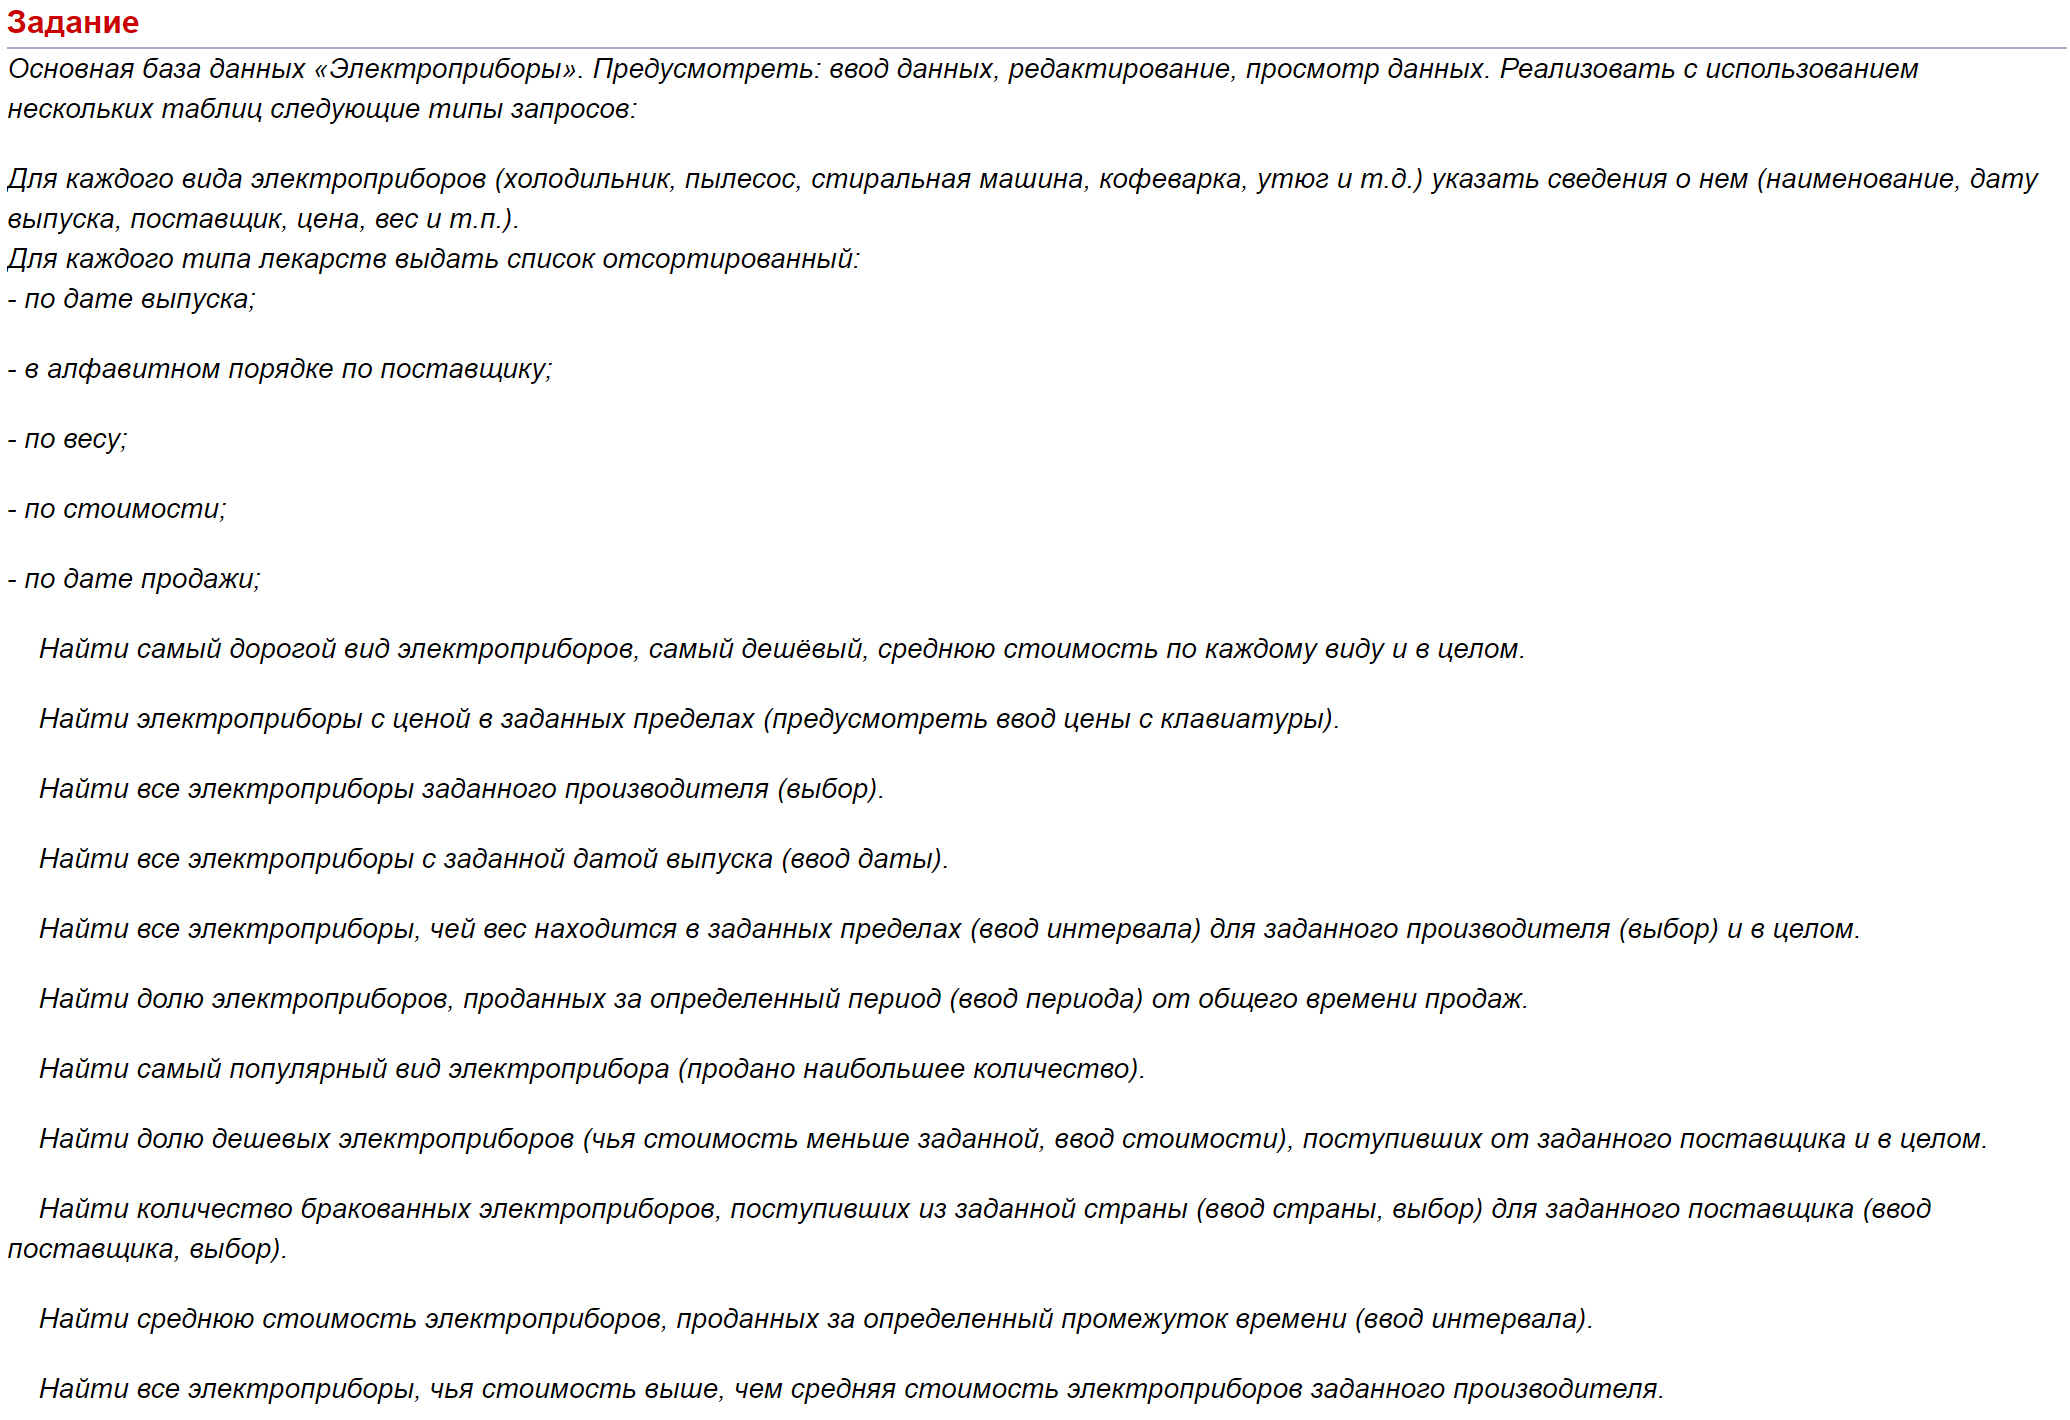 Задание
Основная база данных «Электроприборы». Предусмотреть: ввод данных, редактирование, просмотр данных. Реализовать с использованием
нескольких таблиц следующие типы запросов:
Для каждого вида электроприборов (холодильник, пылесос, стиральная машина, кофеварка, утюг и т.д.) указать сведения о нем (наименование, дату
выпуска, поставщик, цена, вес и т.п.).
Для каждого типа лекарств выдать список отсортированный:
- по дате выпуска;
- в алфавитном порядке по поставщику;
- по весу;
- по стоимости;
- по дате продажи;
Найти самый дорогой вид электроприборов, самый дешёвый, среднюю стоимость по каждому виду и в целом.
Найти электроприборы с ценой в заданных пределах (предусмотреть ввод цены с клавиатуры).
Найти все электроприборы заданного производителя (выбор).
Найти все электроприборы с заданной датой выпуска (ввод даты).
Найти все электроприборы, чей вес находится в заданных пределах (ввод интервала) для заданного производителя (выбор) и в целом.
Найти долю электроприборов, проданных за определенный период (ввод периода) от общего времени продаж.
Найти самый популярный вид электроприбора (продано наибольшее количество).
Найти долю дешевых электроприборов (чья стоимость меньше заданной, ввод стоимости), поступивших от заданного поставщика и в целом.
Найти количество бракованных электроприборов, поступивших из заданной страны (ввод страны, выбор) для заданного поставщика (ввод
поставщика, выбор).
Найти среднюю стоимость электроприборов, проданных за определенный промежуток времени (ввод интервала).
Найти все электроприборы, чья стоимость выше, чем средняя стоимость электроприборов заданного производителя.